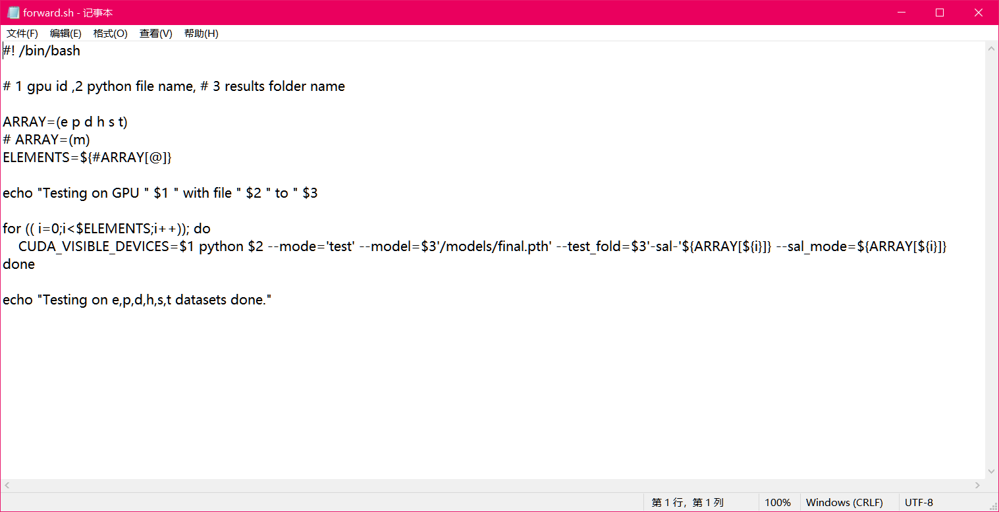 forward.sh - 记事本
文件(F) 编辑(E) 格式(O) 查看(V) 帮助(H)
#! /bin/bash
# 1 gpu id ,2 python file name, # 3 results folder name
ARRAY=(e p d h s t)
# ARRAY=(m)
ELEMENTS=${#ARRAY[@]}
echo "Testing on GPU " $1 " with file " $2 " to " $3
for (( i=0;i<$ELEMENTS;i++)); do
    CUDA_VISIBLE_DEVICES=$1 python $2 --mode='test' --model=$3'/models/final.pth' --test_fold=$3'-sal-'${ARRAY[${i}]} --sal_mode=${ARRAY[${i}]}
done
echo "Testing on e,p,d,h,s,t datasets done."
第 1 行，第 1 列 100% Windows (CRLF) UTF-8